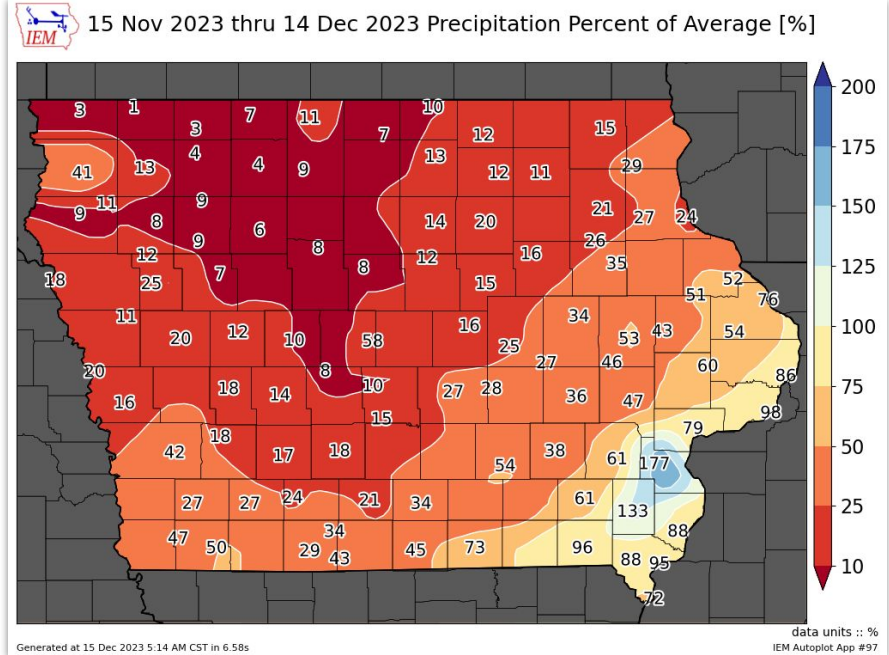 IEM
15 Nov 2023 thru 14 Dec 2023 Precipitation Percent of Average [%]
3 1 7 11 10
3 7 12 15
4 4 9 13 29
41 13 12 11
9 11 9 21
9 8 6 14 20 27 24
9 8 26
12 8 12 16 35
18 25 7 15 51 52 76
11 34
20 12 10 58 16 53 43 54
25 46
20 8 27 60 86
16 18 14 10 27 28 36 47 98
15 79
18
42 17 18 54 38 61 177
27 27 24 21 34 61 133
47 34 88
50 29 43 45 73 96 88 95
72
200
175
150
125
100
75
50
25
10
data units :: %
Generated at 15 Dec 2023 5:14 AM CST in 6.58s
IEM Autoplot App #97